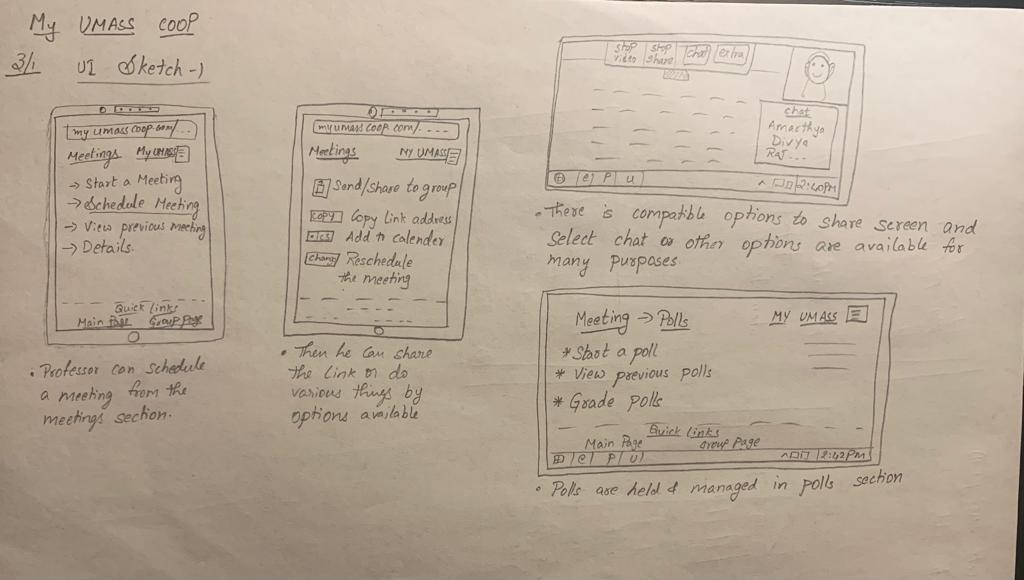 My UMASS COOP
3/1 UI Sketch -1
myumasscoop.com/...
Meetings My UMASS
→ Start a Meeting
→ Schedule Meeting
→ View previous meeting
→ Details.
Quick Links
Main Page Group Page
• Professor can schedule
a meeting from the
meetings section.
myumasscoop.com/....
Meetings MY UMASS
Send/share to group
copy Copy Link address
.ics Add to calender
change Reschedule
the meeting
• Then he can share
the Link or do
various things by
options available
stop video stop share chat extra
chat
Amarthya
Divya
Raj...
e P U ^ 2:40PM
• There is compatible options to share screen and
select chat or other options are available for
many purposes
Meeting → Polls MY UMASS
* Start a poll
* View previous polls
* Grade polls
Quick Links
Main Page Group Page
e P U ^ 2:42PM
• Polls are held & managed in polls section